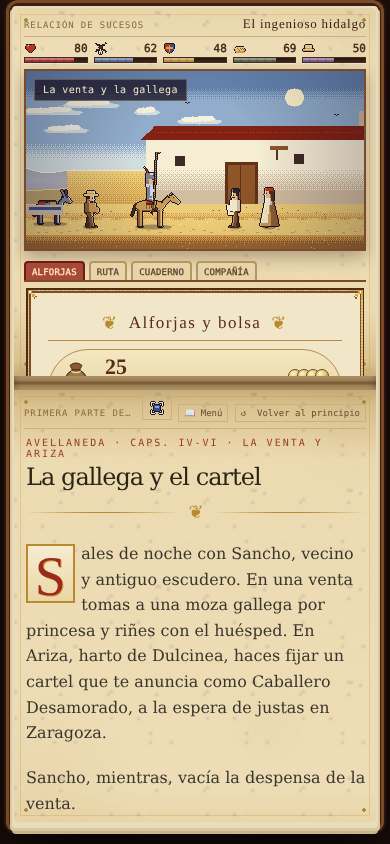 RELACIÓN DE SUCESOS
El ingenioso hidalgo
80 62 48 69 50
La venta y la gallega
ALFORJAS RUTA CUADERNO COMPAÑÍA
Alforjas y bolsa
25
PRIMERA PARTE DE… Menú ↺ Volver al principio
AVELLANEDA · CAPS. IV-VI · LA VENTA Y
ARIZA
La gallega y el cartel
Sales de noche con Sancho, vecino
y antiguo escudero. En una venta
tomas a una moza gallega por
princesa y riñes con el huésped. En
Ariza, harto de Dulcinea, haces fijar un
cartel que te anuncia como Caballero
Desamorado, a la espera de justas en
Zaragoza.
Sancho, mientras, vacía la despensa de la
venta.